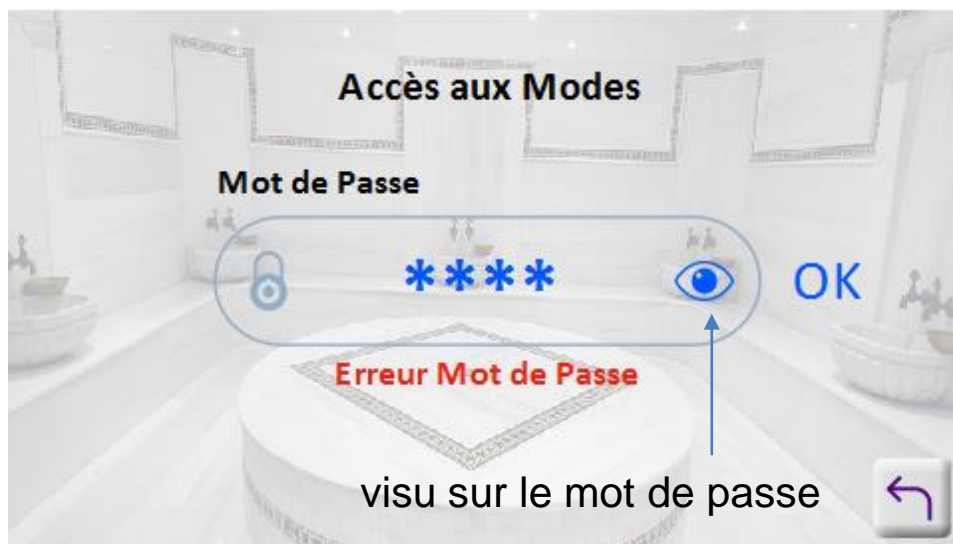 Accès aux Modes
Mot de Passe
**** OK
Erreur Mot de Passe
visu sur le mot de passe